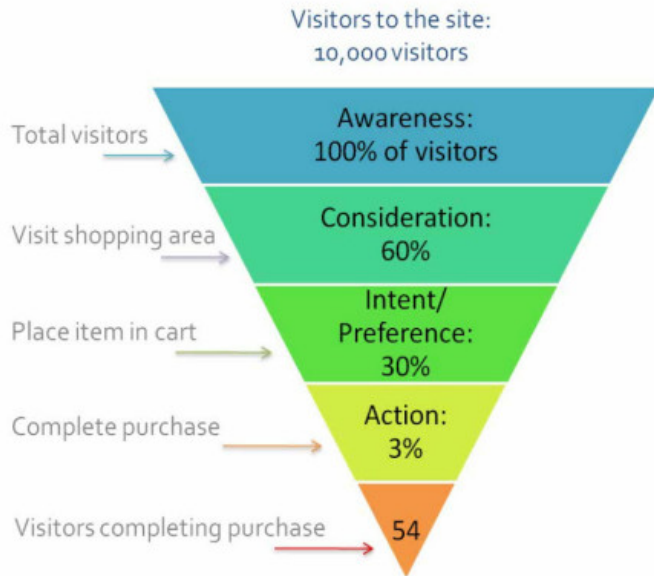 Visitors to the site:
10,000 visitors
Total visitors
Awareness:
100% of visitors
Visit shopping area
Consideration:
60%
Place item in cart
Intent/
Preference:
30%
Complete purchase
Action:
3%
Visitors completing purchase
54